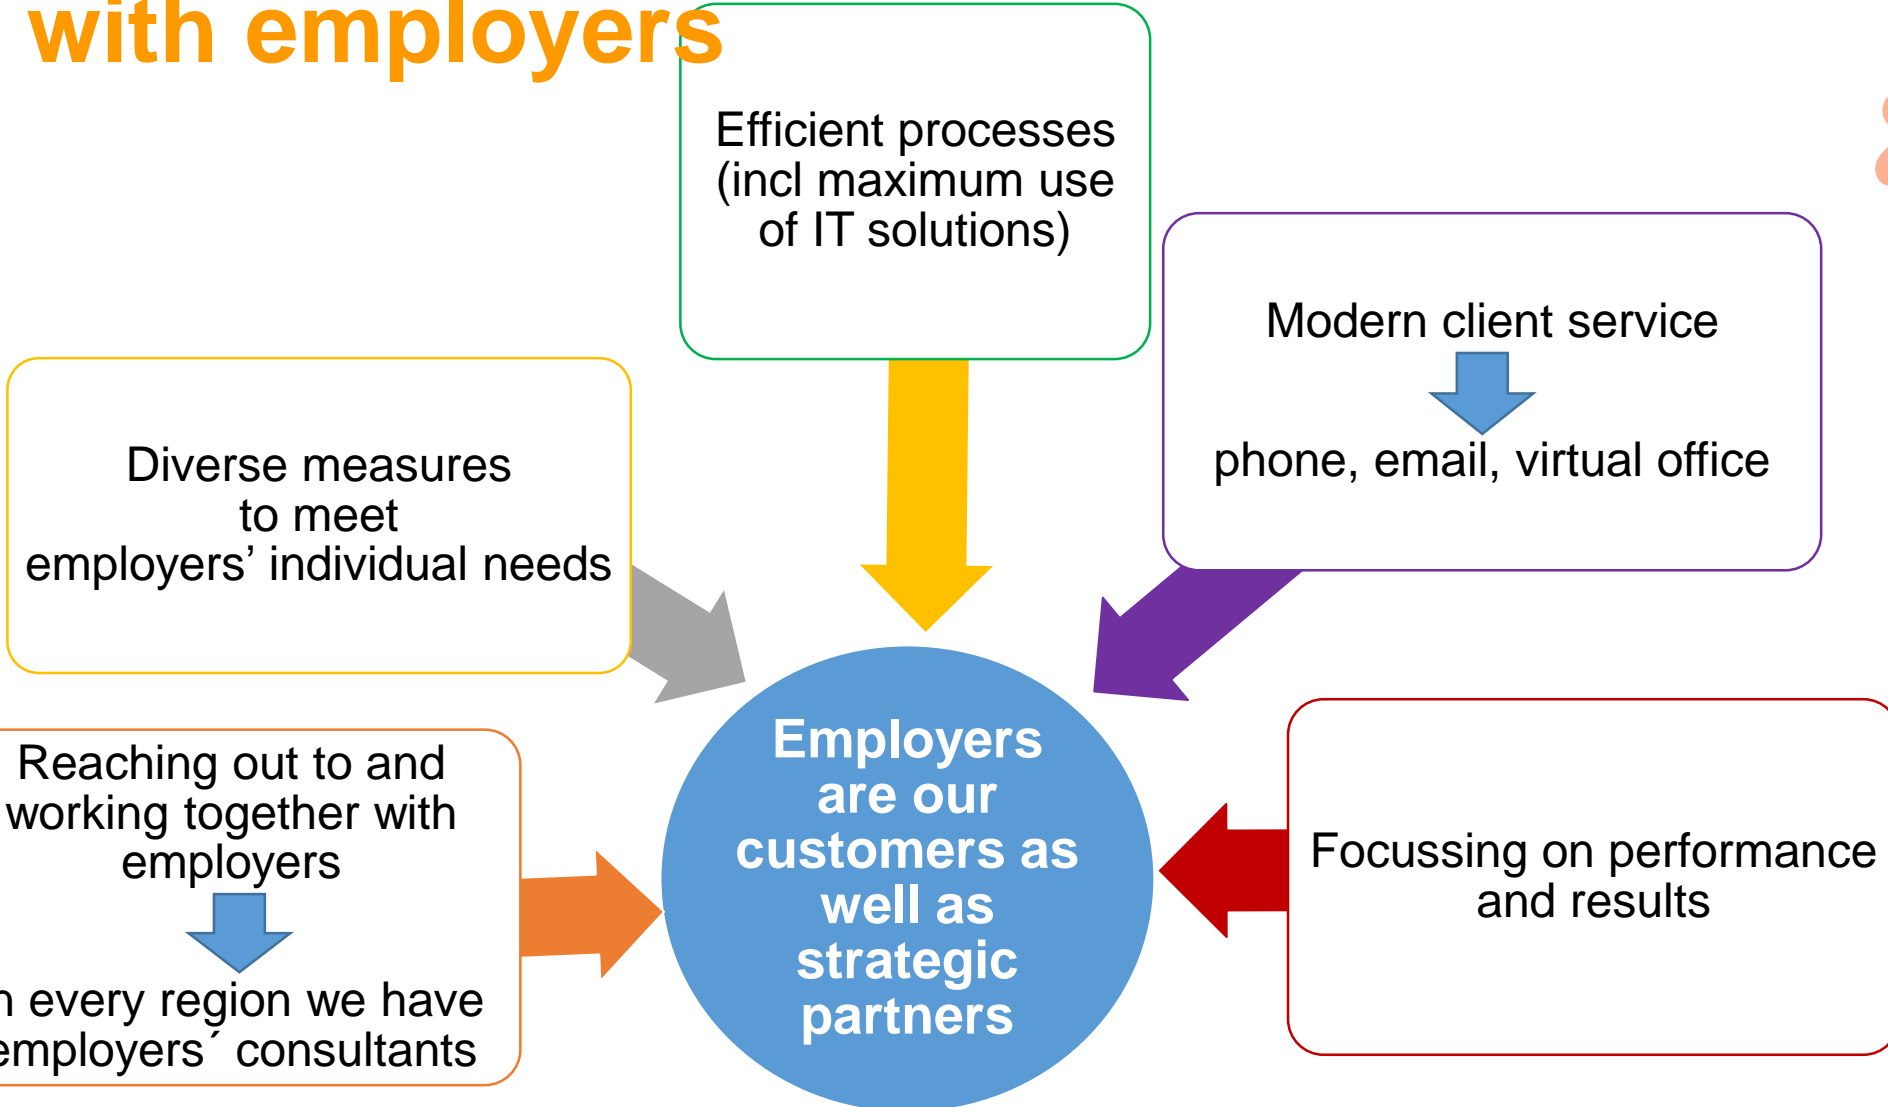 with employers
Efficient processes
(incl maximum use
of IT solutions)
Modern client service
phone, email, virtual office
Diverse measures
to meet
employers’ individual needs
Reaching out to and
working together with
employers
every region we have
employers´ consultants
Employers
are our
customers as
well as
strategic
partners
Focussing on performance
and results